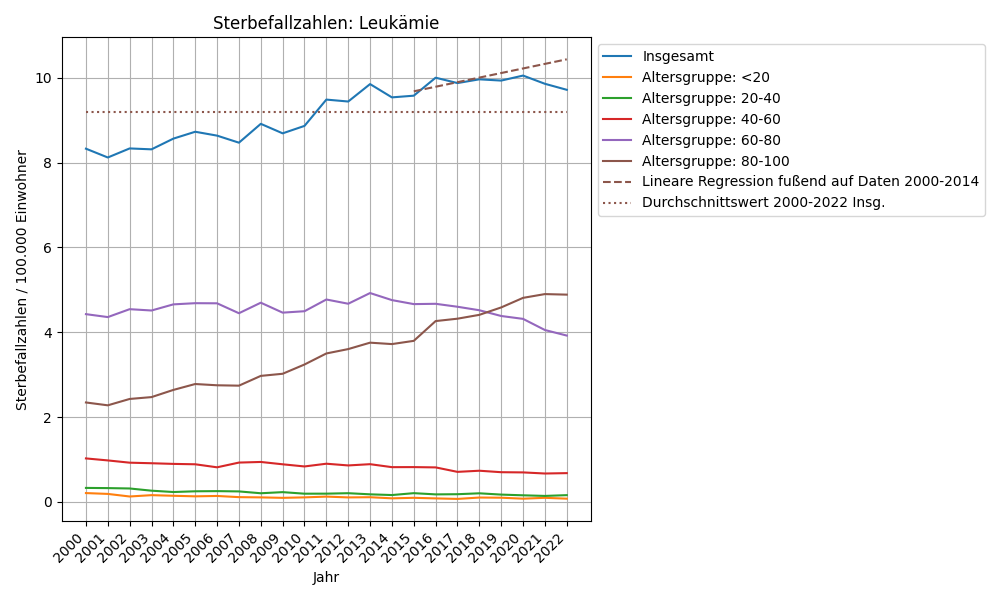 Sterbefallzahlen: Leukämie
Sterbefallzahlen / 100.000 Einwohner
10
8
6
4
2
0
2000
2001
2002
2003
2004
2005
2006
2007
2008
2009
2010
2011
2012
2013
2014
2015
2016
2017
2018
2019
2020
2021
2022
Jahr
Insgesamt
Altersgruppe: <20
Altersgruppe: 20-40
Altersgruppe: 40-60
Altersgruppe: 60-80
Altersgruppe: 80-100
Lineare Regression fußend auf Daten 2000-2014
Durchschnittswert 2000-2022 Insg.